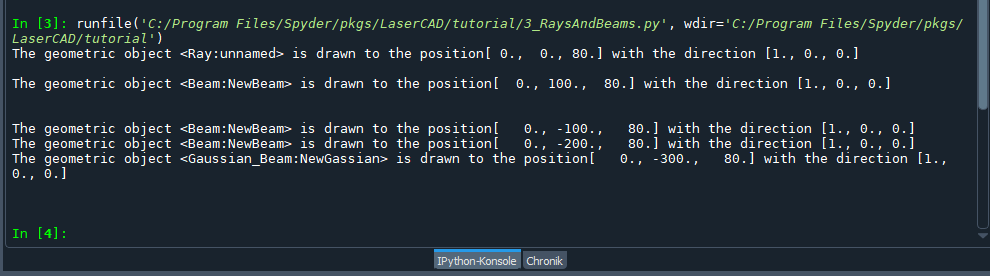 In [3]: runfile('C:/Program Files/Spyder/pkgs/LaserCAD/tutorial/3_RaysAndBeams.py', wdir='C:/Program Files/Spyder/pkgs/
LaserCAD/tutorial')
The geometric object <Ray:unnamed> is drawn to the position[ 0.,  0., 80.] with the direction [1., 0., 0.]
The geometric object <Beam:NewBeam> is drawn to the position[  0., 100.,  80.] with the direction [1., 0., 0.]
The geometric object <Beam:NewBeam> is drawn to the position[   0., -100.,   80.] with the direction [1., 0., 0.]
The geometric object <Beam:NewBeam> is drawn to the position[   0., -200.,   80.] with the direction [1., 0., 0.]
The geometric object <Gaussian_Beam:NewGassian> is drawn to the position[   0., -300.,   80.] with the direction [1.,
0., 0.]
In [4]:
IPython-Konsole Chronik